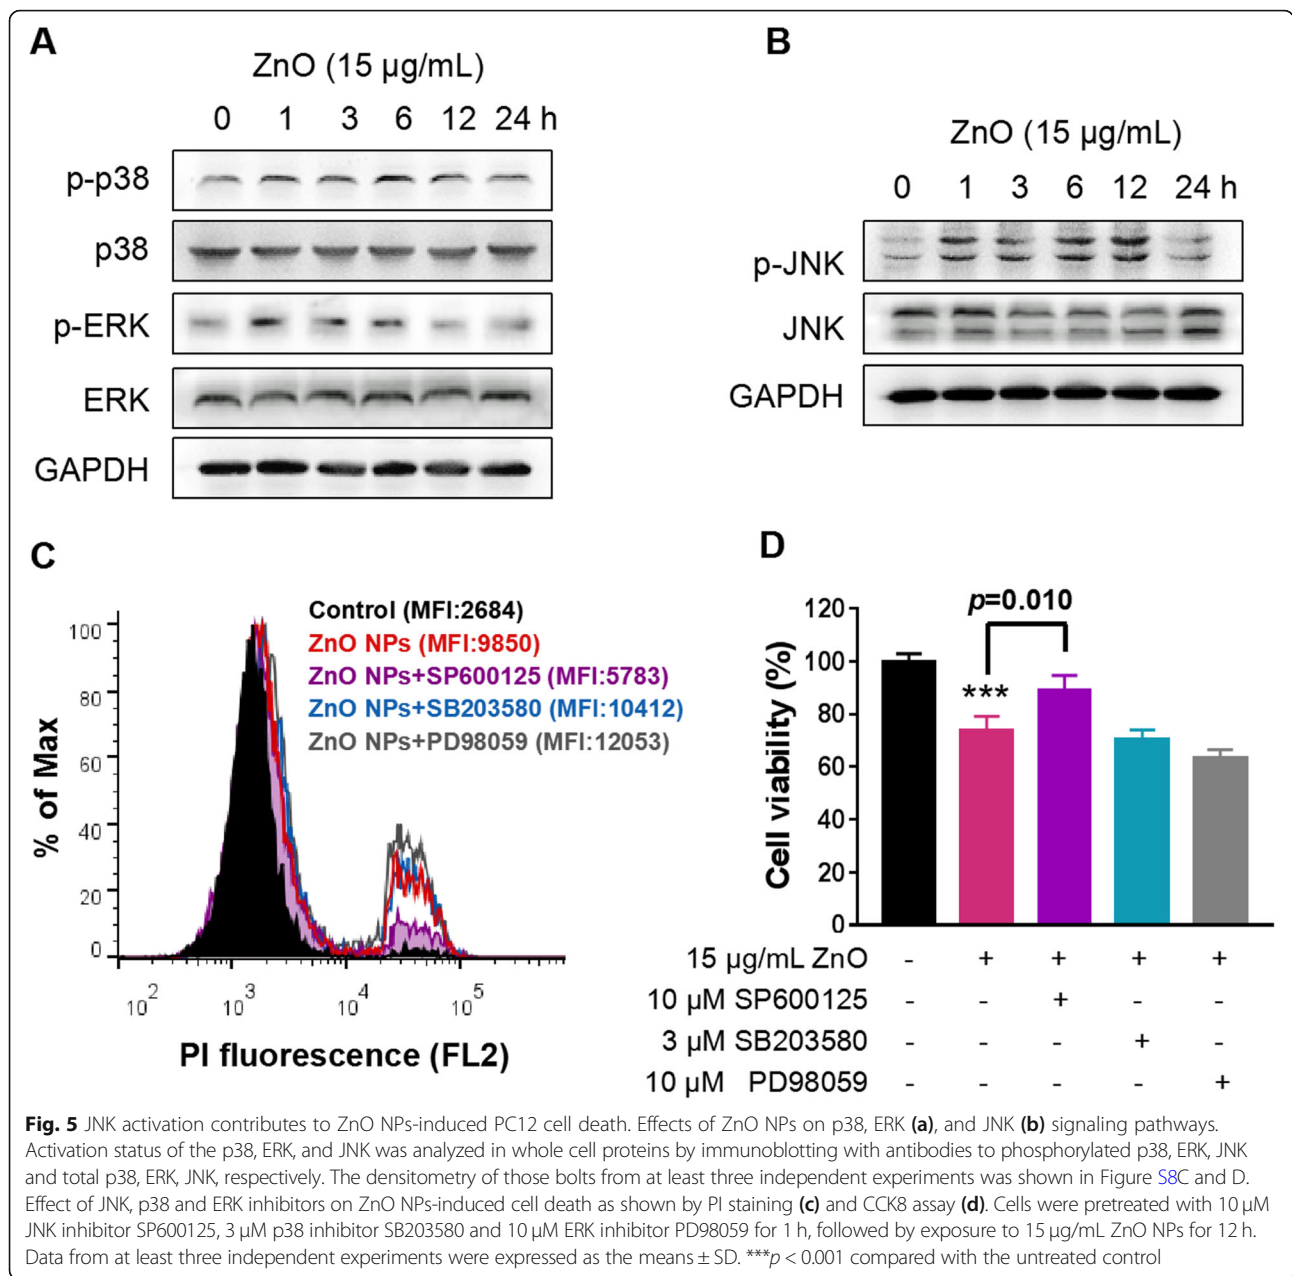 A
ZnO (15 µg/mL)
0 1 3 6 12 24 h
p-p38
p38
p-ERK
ERK
GAPDH
B
ZnO (15 µg/mL)
0 1 3 6 12 24 h
p-JNK
JNK
GAPDH
C
Control (MFI:2684)
ZnO NPs (MFI:9850)
ZnO NPs+SP600125 (MFI:5783)
ZnO NPs+SB203580 (MFI:10412)
ZnO NPs+PD98059 (MFI:12053)
% of Max
100
80
60
40
20
0
10² 10³ 10⁴ 10⁵
PI fluorescence (FL2)
D
p=0.010
***
Cell viability (%)
120
100
80
60
40
20
0
15 µg/mL ZnO - + + + +
10 µM SP600125 - - + - -
3 µM SB203580 - - - + -
10 µM PD98059 - - - - +
Fig. 5 JNK activation contributes to ZnO NPs-induced PC12 cell death. Effects of ZnO NPs on p38, ERK (a), and JNK (b) signaling pathways.
Activation status of the p38, ERK, and JNK was analyzed in whole cell proteins by immunoblotting with antibodies to phosphorylated p38, ERK, JNK
and total p38, ERK, JNK, respectively. The densitometry of those bolts from at least three independent experiments was shown in Figure S8C and D.
Effect of JNK, p38 and ERK inhibitors on ZnO NPs-induced cell death as shown by PI staining (c) and CCK8 assay (d). Cells were pretreated with 10 µM
JNK inhibitor SP600125, 3 µM p38 inhibitor SB203580 and 10 µM ERK inhibitor PD98059 for 1 h, followed by exposure to 15 µg/mL ZnO NPs for 12 h.
Data from at least three independent experiments were expressed as the means ± SD. ***p < 0.001 compared with the untreated control